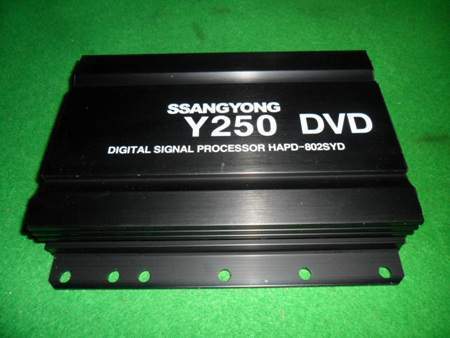 SSANGYONG
Y250 DVD
DIGITAL SIGNAL PROCESSOR HAPD-802SYD